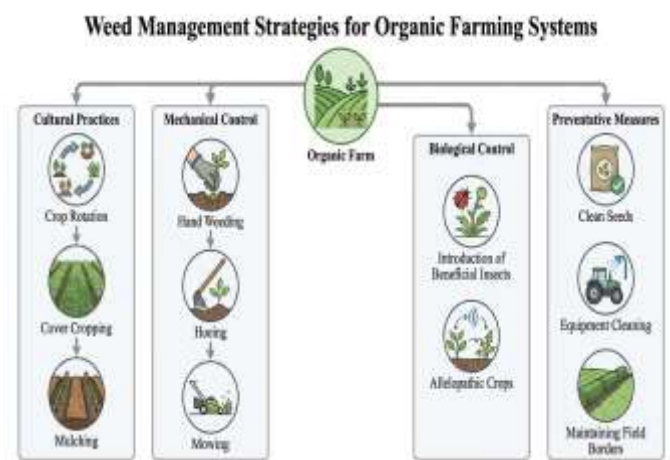 Weed Management Strategies for Organic Farming Systems
Organic Farm
Cultural Practices
Crop Rotation
Cover Cropping
Mulching
Mechanical Control
Hand Weeding
Hoeing
Mowing
Biological Control
Introduction of
Beneficial Insects
Allelopathic Crops
Preventative Measures
Clean Seeds
Equipment Cleaning
Maintaining Field
Borders